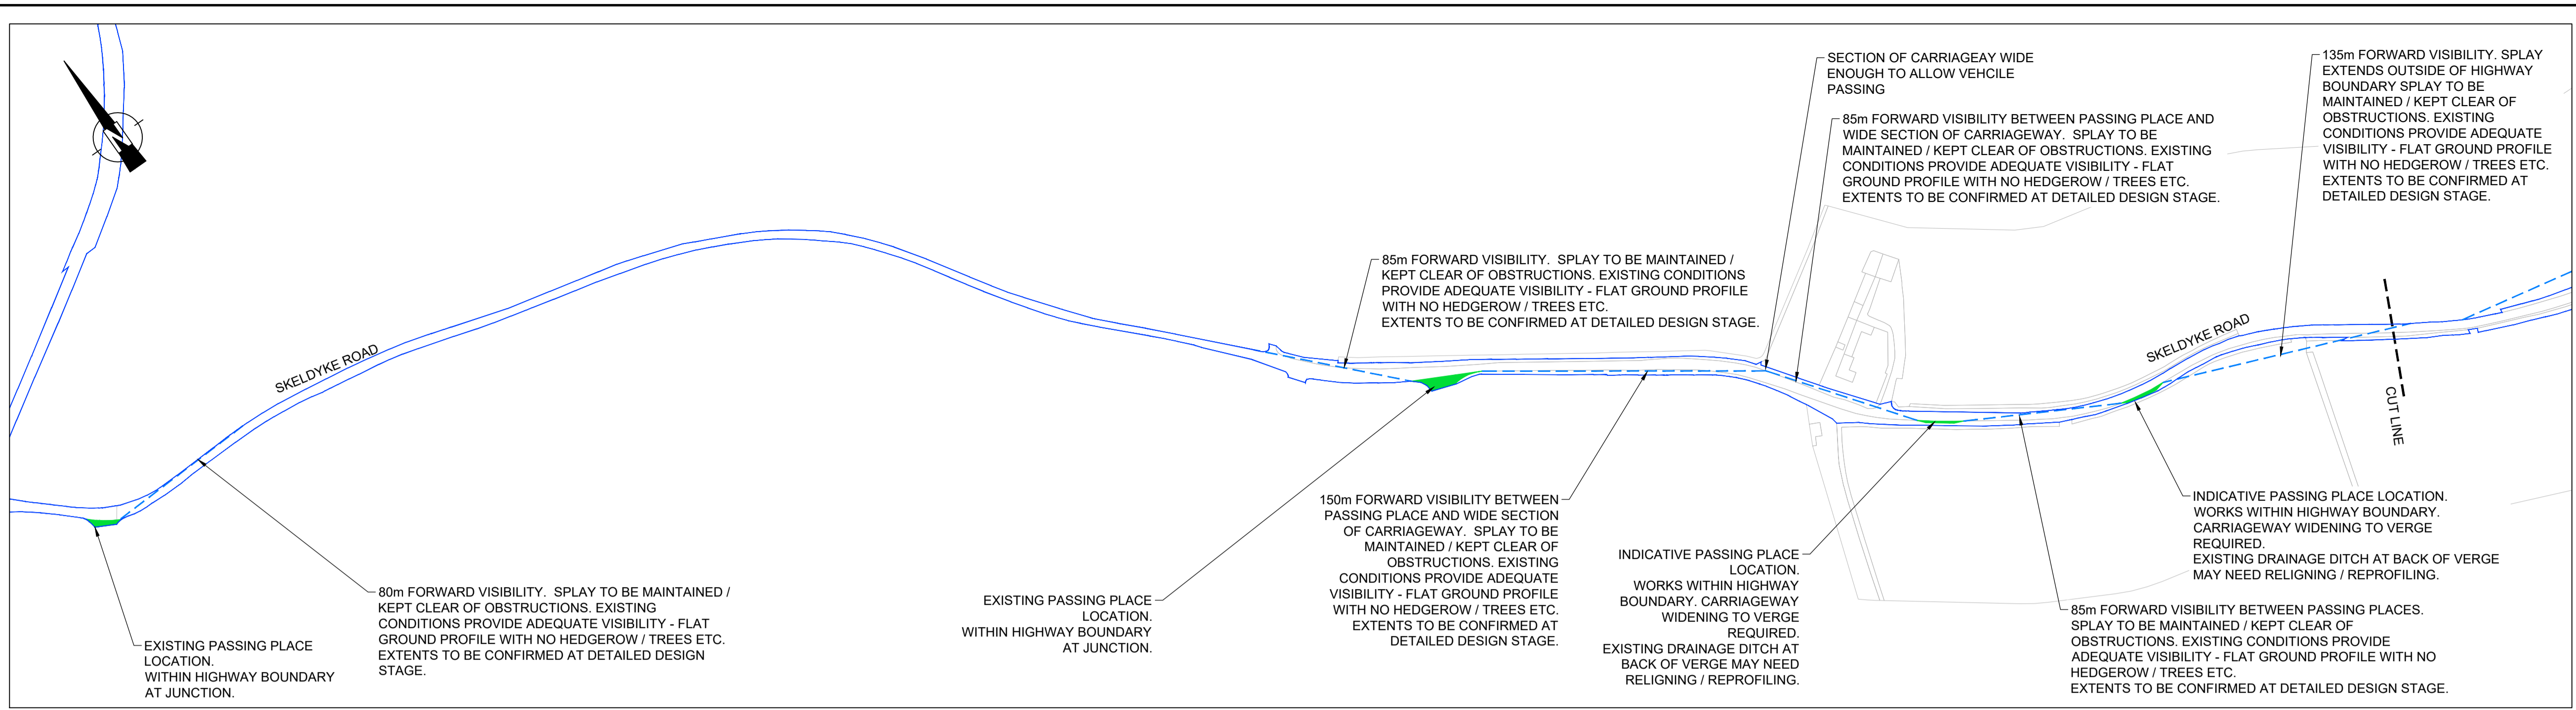 SECTION OF CARRIAGEAY WIDE
ENOUGH TO ALLOW VEHCILE
PASSING
135m FORWARD VISIBILITY. SPLAY
EXTENDS OUTSIDE OF HIGHWAY
BOUNDARY SPLAY TO BE
MAINTAINED / KEPT CLEAR OF
OBSTRUCTIONS. EXISTING
CONDITIONS PROVIDE ADEQUATE
VISIBILITY - FLAT GROUND PROFILE
WITH NO HEDGEROW / TREES ETC.
EXTENTS TO BE CONFIRMED AT
DETAILED DESIGN STAGE.
85m FORWARD VISIBILITY BETWEEN PASSING PLACE AND
WIDE SECTION OF CARRIAGEWAY. SPLAY TO BE
MAINTAINED / KEPT CLEAR OF OBSTRUCTIONS. EXISTING
CONDITIONS PROVIDE ADEQUATE VISIBILITY - FLAT
GROUND PROFILE WITH NO HEDGEROW / TREES ETC.
EXTENTS TO BE CONFIRMED AT DETAILED DESIGN STAGE.
85m FORWARD VISIBILITY. SPLAY TO BE MAINTAINED /
KEPT CLEAR OF OBSTRUCTIONS. EXISTING CONDITIONS
PROVIDE ADEQUATE VISIBILITY - FLAT GROUND PROFILE
WITH NO HEDGEROW / TREES ETC.
EXTENTS TO BE CONFIRMED AT DETAILED DESIGN STAGE.
SKELDYKE ROAD
SKELDYKE ROAD
CUT LINE
EXISTING PASSING PLACE
LOCATION.
WITHIN HIGHWAY BOUNDARY
AT JUNCTION.
80m FORWARD VISIBILITY. SPLAY TO BE MAINTAINED /
KEPT CLEAR OF OBSTRUCTIONS. EXISTING
CONDITIONS PROVIDE ADEQUATE VISIBILITY - FLAT
GROUND PROFILE WITH NO HEDGEROW / TREES ETC.
EXTENTS TO BE CONFIRMED AT DETAILED DESIGN
STAGE.
EXISTING PASSING PLACE
LOCATION.
WITHIN HIGHWAY BOUNDARY
AT JUNCTION.
150m FORWARD VISIBILITY BETWEEN
PASSING PLACE AND WIDE SECTION
OF CARRIAGEWAY. SPLAY TO BE
MAINTAINED / KEPT CLEAR OF
OBSTRUCTIONS. EXISTING
CONDITIONS PROVIDE ADEQUATE
VISIBILITY - FLAT GROUND PROFILE
WITH NO HEDGEROW / TREES ETC.
EXTENTS TO BE CONFIRMED AT
DETAILED DESIGN STAGE.
INDICATIVE PASSING PLACE
LOCATION.
WORKS WITHIN HIGHWAY
BOUNDARY. CARRIAGEWAY
WIDENING TO VERGE
REQUIRED.
EXISTING DRAINAGE DITCH AT
BACK OF VERGE MAY NEED
RELIGNING / REPROFILING.
INDICATIVE PASSING PLACE LOCATION.
WORKS WITHIN HIGHWAY BOUNDARY.
CARRIAGEWAY WIDENING TO VERGE
REQUIRED.
EXISTING DRAINAGE DITCH AT BACK OF VERGE
MAY NEED RELIGNING / REPROFILING.
85m FORWARD VISIBILITY BETWEEN PASSING PLACES.
SPLAY TO BE MAINTAINED / KEPT CLEAR OF
OBSTRUCTIONS. EXISTING CONDITIONS PROVIDE
ADEQUATE VISIBILITY - FLAT GROUND PROFILE WITH NO
HEDGEROW / TREES ETC.
EXTENTS TO BE CONFIRMED AT DETAILED DESIGN STAGE.